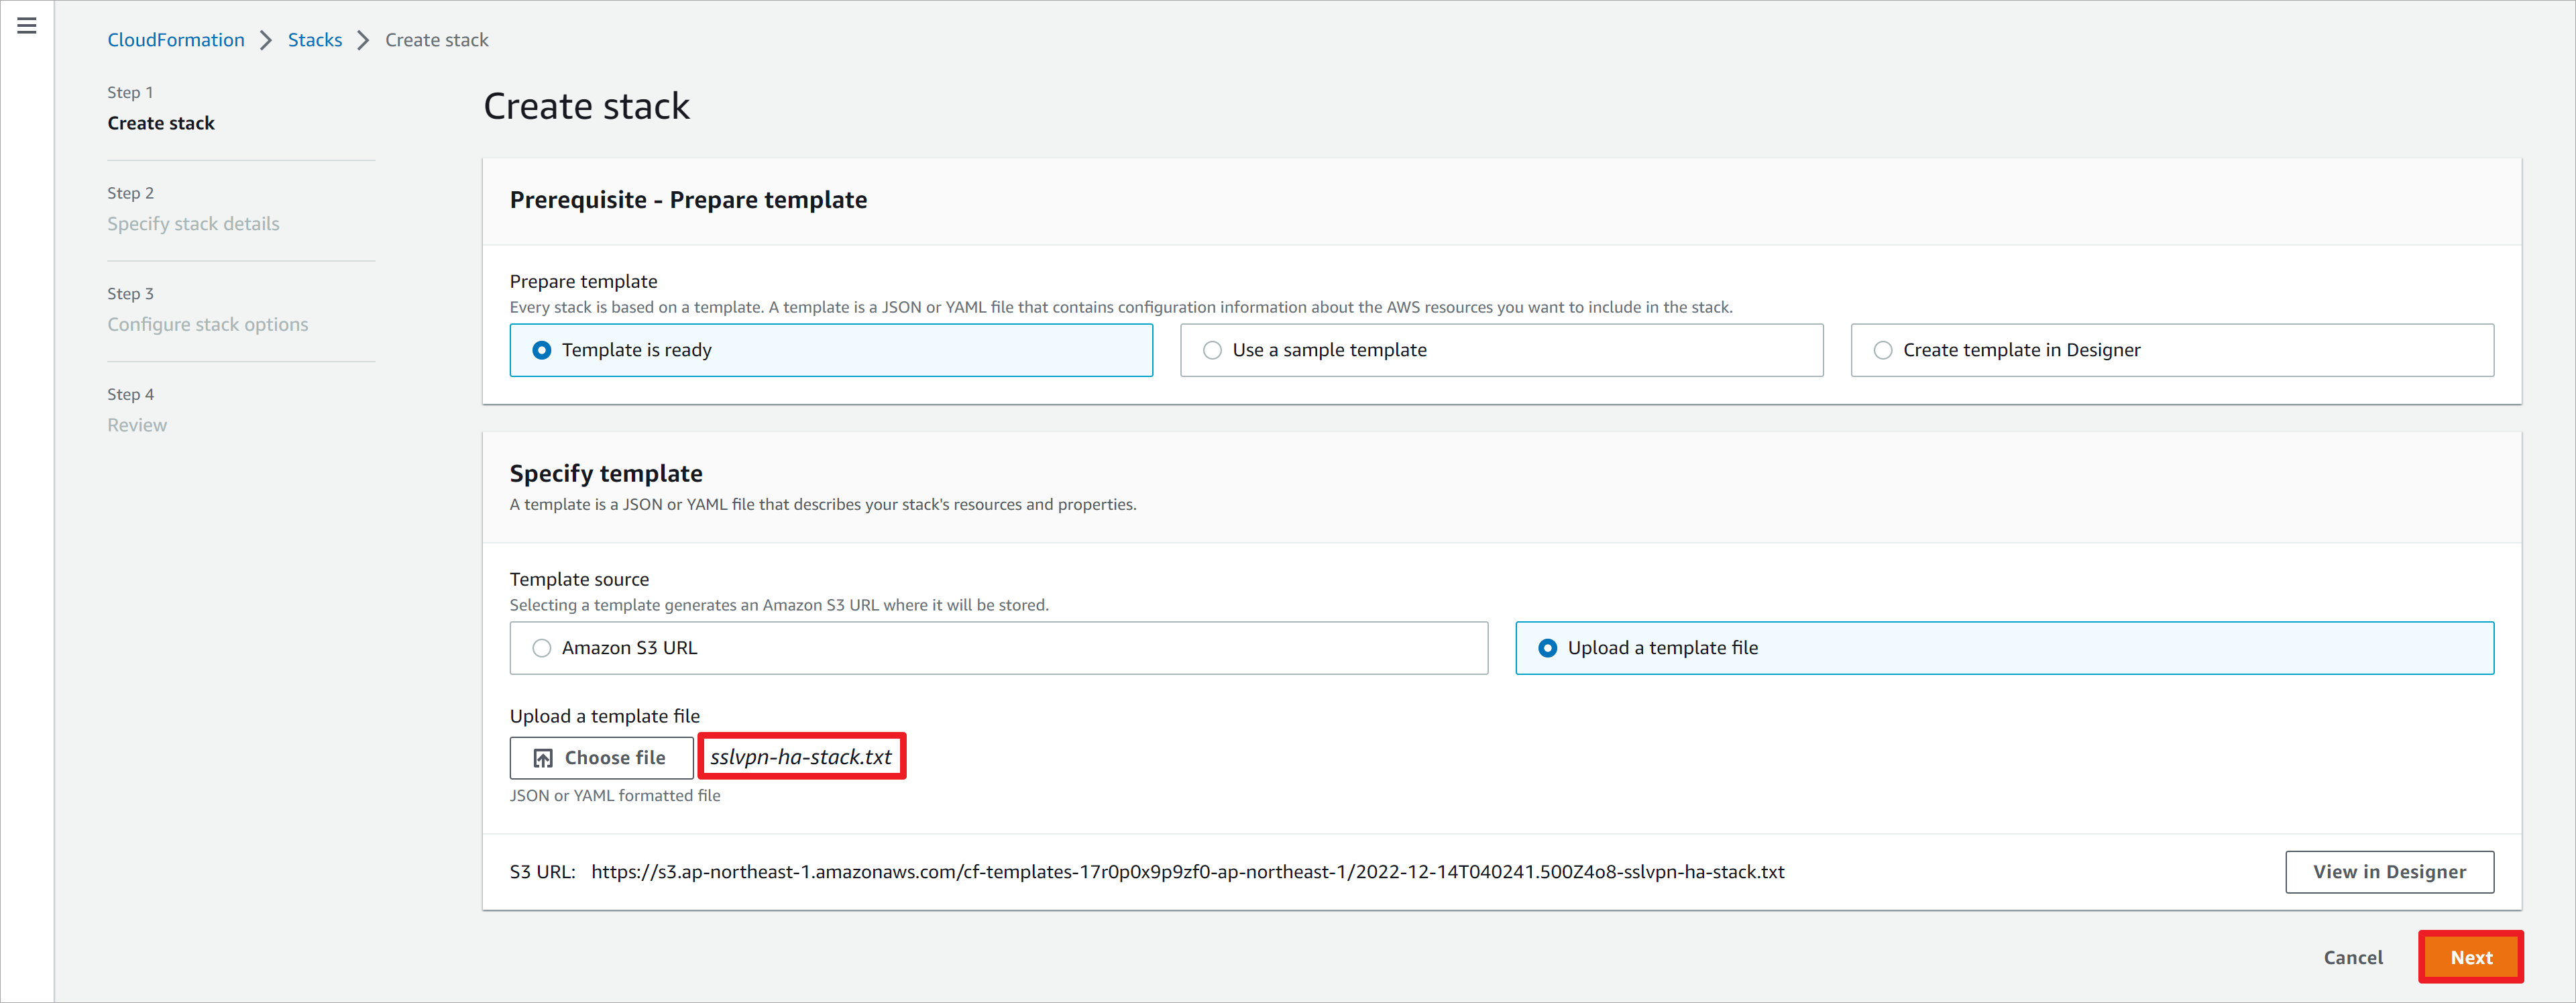 CloudFormation > Stacks > Create stack
Step 1
Create stack
Step 2
Specify stack details
Step 3
Configure stack options
Step 4
Review
Create stack
Prerequisite - Prepare template
Prepare template
Every stack is based on a template. A template is a JSON or YAML file that contains configuration information about the AWS resources you want to include in the stack.
Template is ready
Use a sample template
Create template in Designer
Specify template
A template is a JSON or YAML file that describes your stack's resources and properties.
Template source
Selecting a template generates an Amazon S3 URL where it will be stored.
Amazon S3 URL
Upload a template file
Upload a template file
Choose file sslvpn-ha-stack.txt
JSON or YAML formatted file
S3 URL: https://s3.ap-northeast-1.amazonaws.com/cf-templates-17r0p0x9p9zf0-ap-northeast-1/2022-12-14T040241.500Z4o8-sslvpn-ha-stack.txt
View in Designer
Cancel
Next